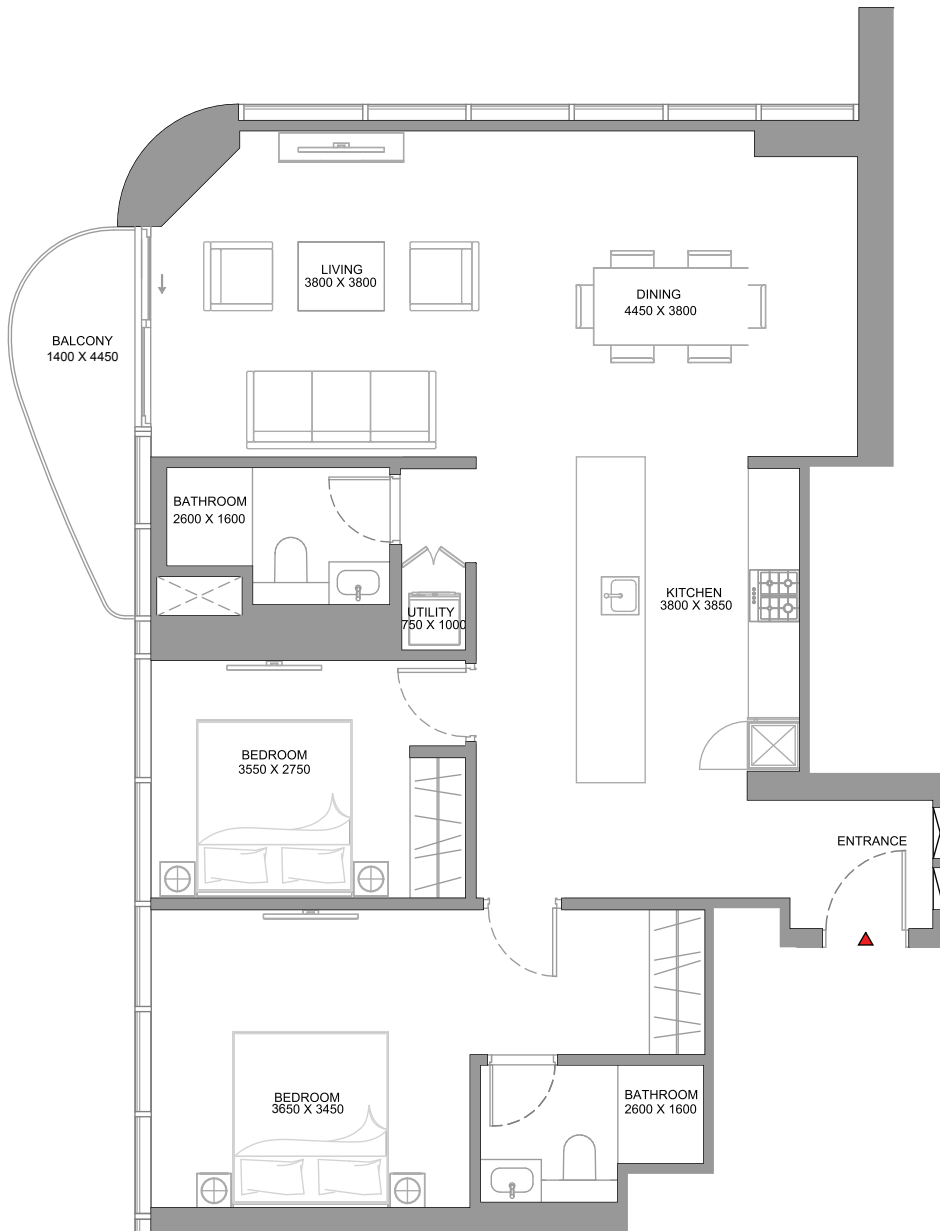 LIVING
3800 X 3800
DINING
4450 X 3800
BALCONY
1400 X 4450
BATHROOM
2600 X 1600
KITCHEN
3800 X 3850
UTILITY
750 X 1000
BEDROOM
3550 X 2750
ENTRANCE
BEDROOM
3650 X 3450
BATHROOM
2600 X 1600